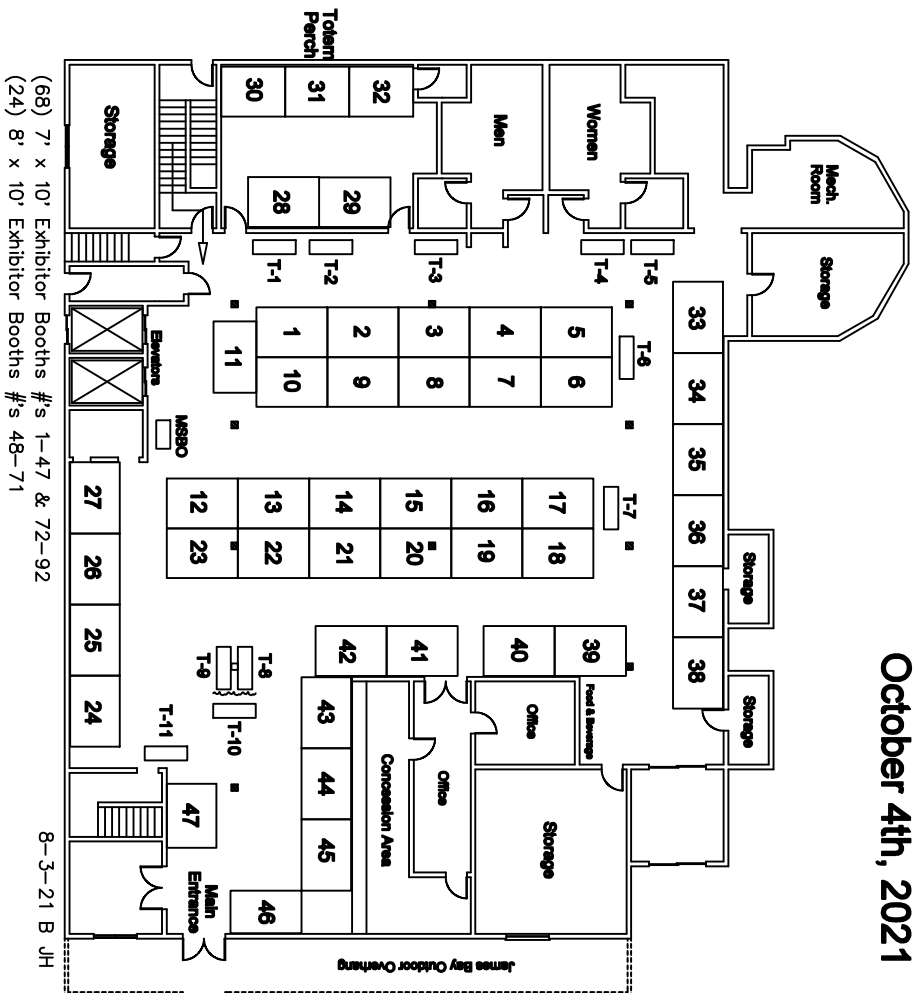 October 4th, 2021
Mech.
Room
Storage
Storage
Storage
33
34
35
36
37
38
T-5
T-6
T-7
Women
T-4
5
6
17
18
39
Food & Beverage
Storage
Office
Men
4
7
16
19
40
Office
T-3
3
8
15
20
41
Concession Area
32
29
2
9
14
21
42
43
44
45
Totem
Perch
31
T-2
28
1
10
13
22
T-8
46
30
T-1
11
12
23
T-9
T-10
Main
Entrance
47
MSBO
T-11
Elevators
Storage
27
26
25
24
James Bay Outdoor Overhang
8-3-21 B JH
(68) 7' x 10' Exhibitor Booths #'s 1-47 & 72-92
(24) 8' x 10' Exhibitor Booths #'s 48-71